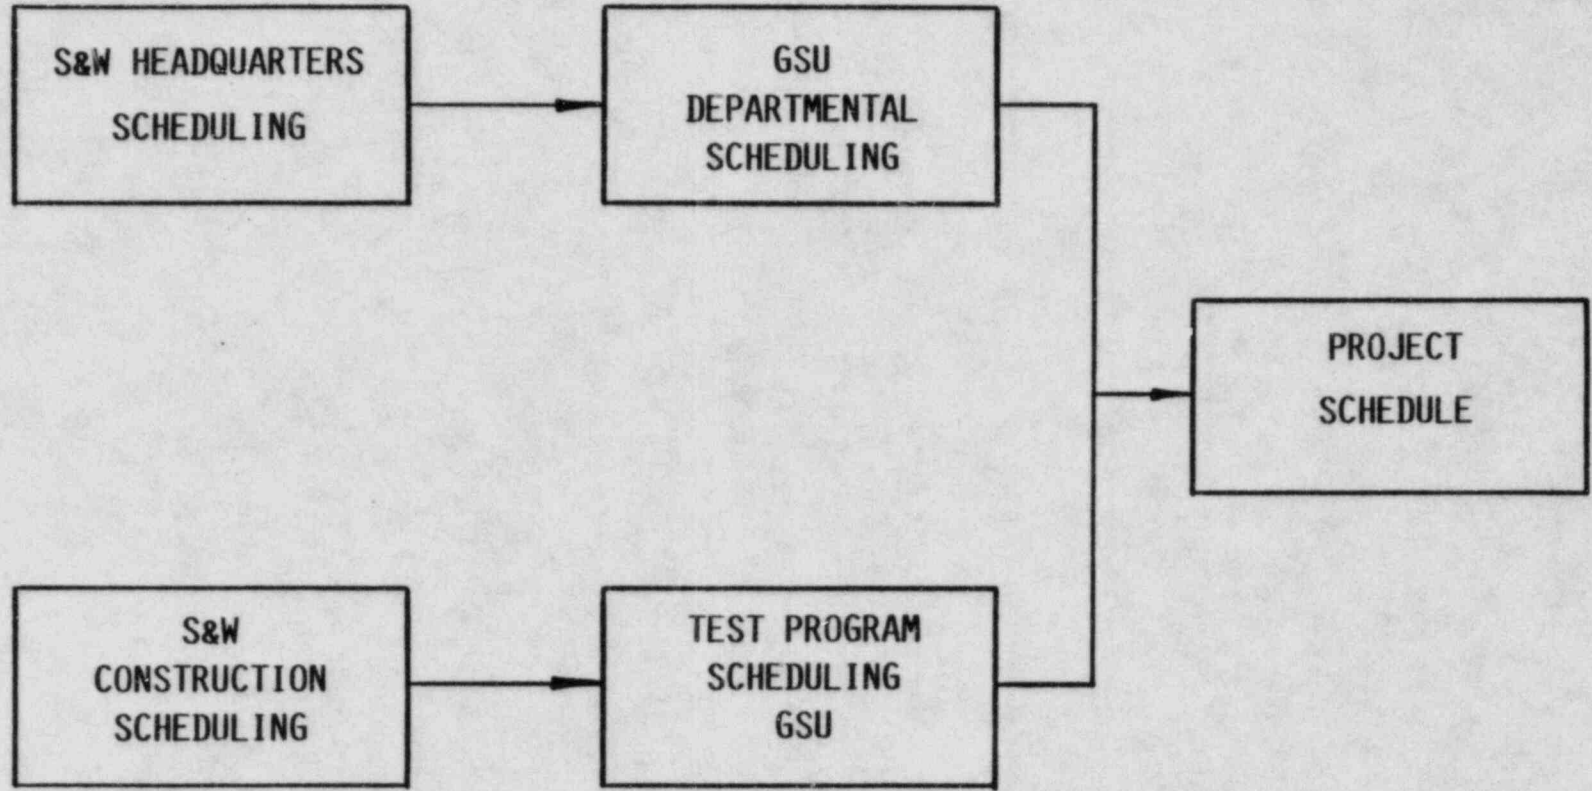 S&W HEADQUARTERS
SCHEDULING
GSU
DEPARTMENTAL
SCHEDULING
PROJECT
SCHEDULE
S&W
CONSTRUCTION
SCHEDULING
TEST PROGRAM
SCHEDULING
GSU